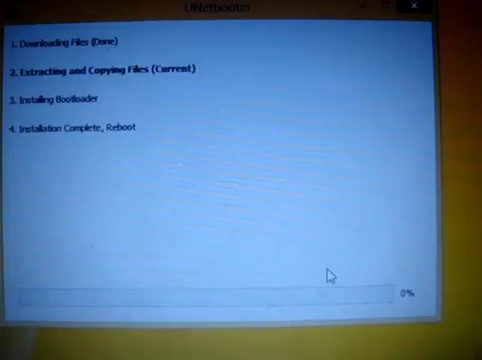 UNetbootin
1. Downloading Files (Done)
2. Extracting and Copying Files (Current)
3. Installing Bootloader
4. Installation Complete, Reboot
0%